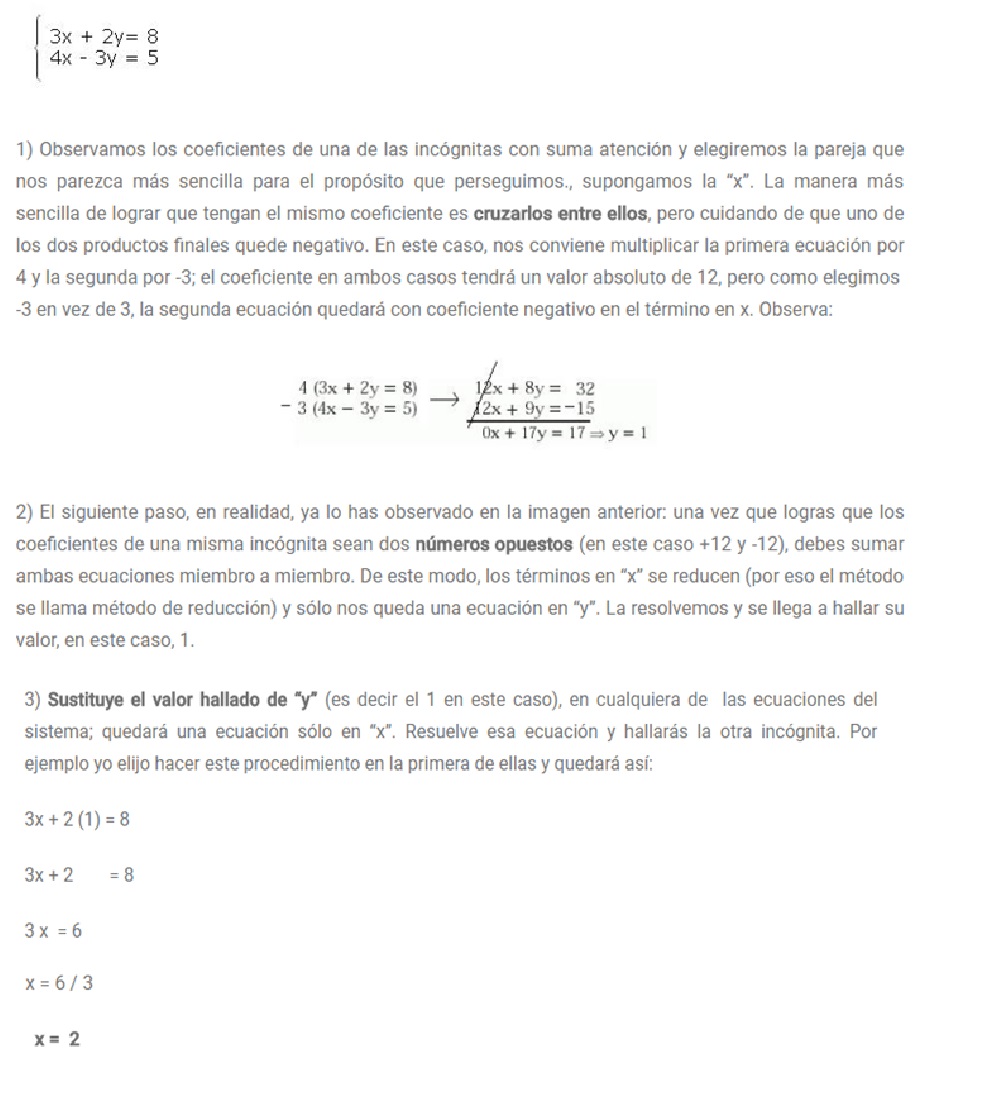 3x + 2y= 8
4x - 3y = 5
1) Observamos los coeficientes de una de las incógnitas con suma atención y elegiremos la pareja que
nos parezca más sencilla para el propósito que perseguimos., supongamos la "x". La manera más
sencilla de lograr que tengan el mismo coeficiente es cruzarlos entre ellos, pero cuidando de que uno de
los dos productos finales quede negativo. En este caso, nos conviene multiplicar la primera ecuación por
4 y la segunda por -3; el coeficiente en ambos casos tendrá un valor absoluto de 12, pero como elegimos
-3 en vez de 3, la segunda ecuación quedará con coeficiente negativo en el término en x. Observa:
4 (3x + 2y = 8) → 12x + 8y = 32
- 3 (4x - 3y = 5) 12x + 9y = -15
0x + 17y = 17 ⇒ y = 1
2) El siguiente paso, en realidad, ya lo has observado en la imagen anterior: una vez que logras que los
coeficientes de una misma incógnita sean dos números opuestos (en este caso +12 y -12), debes sumar
ambas ecuaciones miembro a miembro. De este modo, los términos en "x" se reducen (por eso el método
se llama método de reducción) y sólo nos queda una ecuación en "y". La resolvemos y se llega a hallar su
valor, en este caso, 1.
3) Sustituye el valor hallado de "y" (es decir el 1 en este caso), en cualquiera de las ecuaciones del
sistema; quedará una ecuación sólo en "x". Resuelve esa ecuación y hallarás la otra incógnita. Por
ejemplo yo elijo hacer este procedimiento en la primera de ellas y quedará así:
3x + 2 (1) = 8
3x + 2 = 8
3 x = 6
x = 6 / 3
x = 2